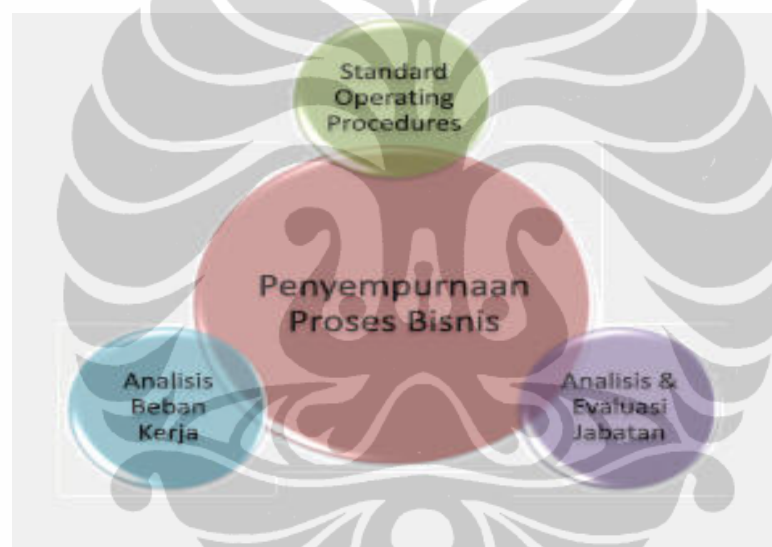 Standard
Operating
Procedures
Penyempurnaan
Proses Bisnis
Analisis
Beban
Kerja
Analisis &
Evaluasi
Jabatan